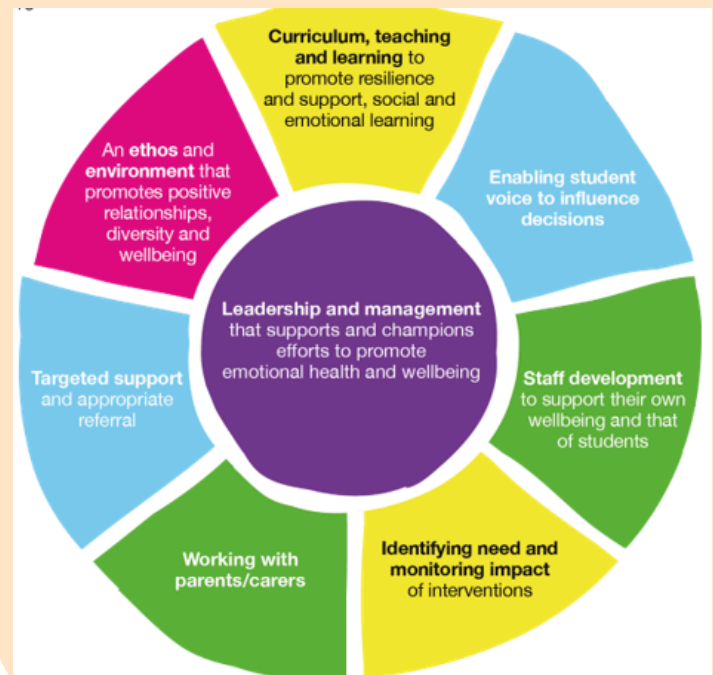 Curriculum, teaching
and learning to
promote resilience
and support, social and
emotional learning
Enabling student
voice to influence
decisions
Staff development
to support their own
wellbeing and that
of students
Identifying need and
monitoring impact
of interventions
Working with
parents/carers
Targeted support
and appropriate
referral
An ethos and
environment that
promotes positive
relationships,
diversity and
wellbeing
Leadership and management
that supports and champions
efforts to promote
emotional health and wellbeing